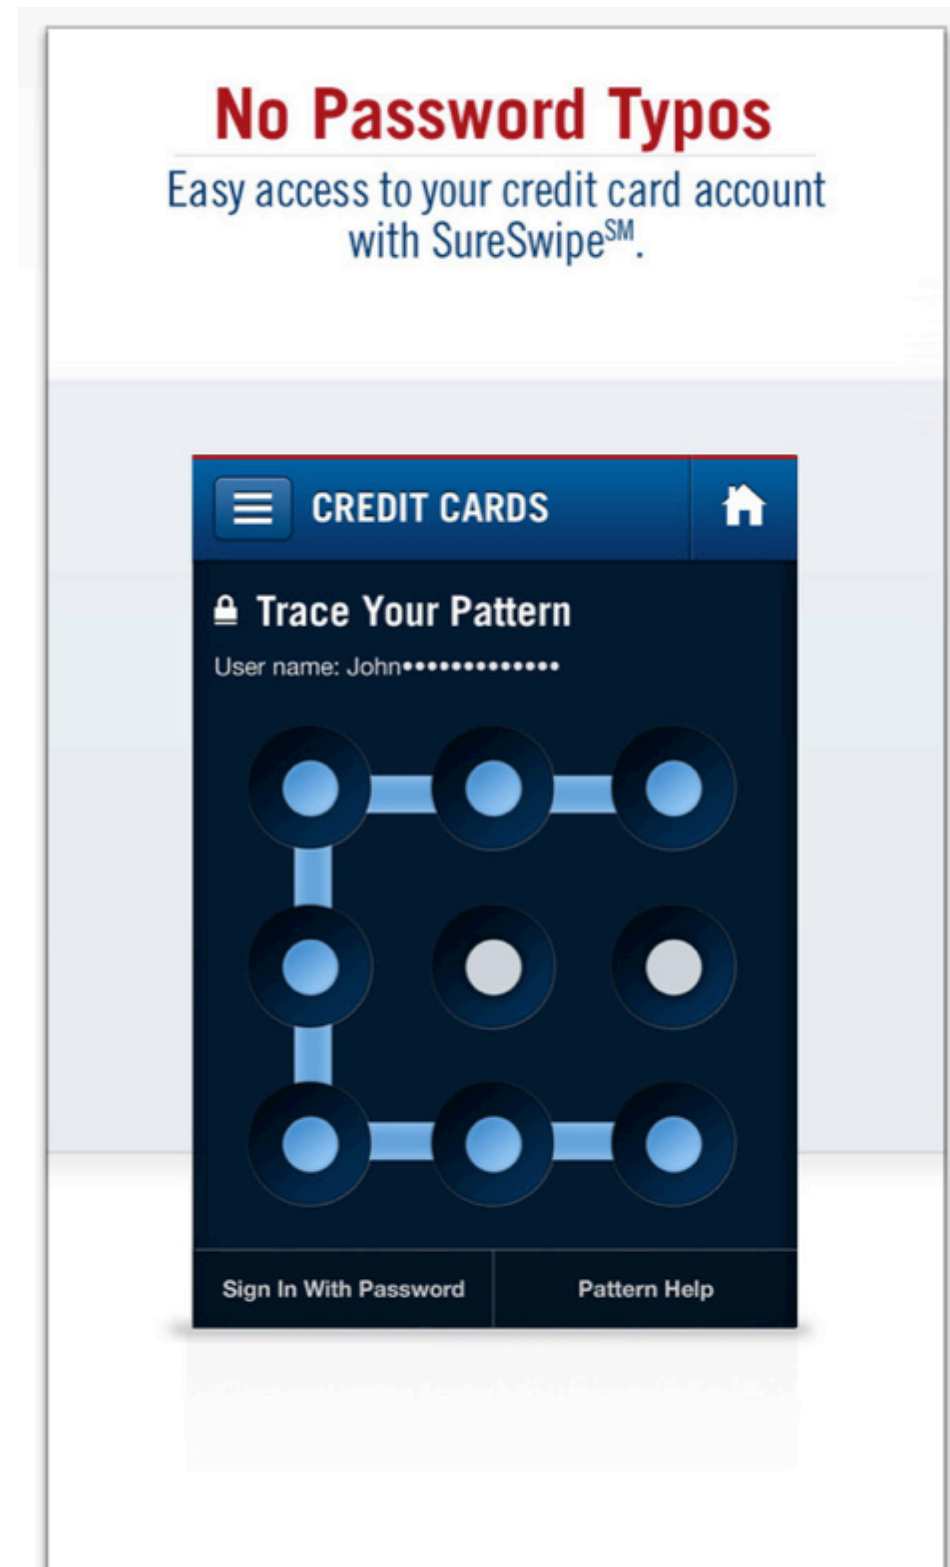 No Password Typos
Easy access to your credit card account
with SureSwipe℠.
CREDIT CARDS
Trace Your Pattern
User name: John•••••••••••••
Sign In With Password
Pattern Help